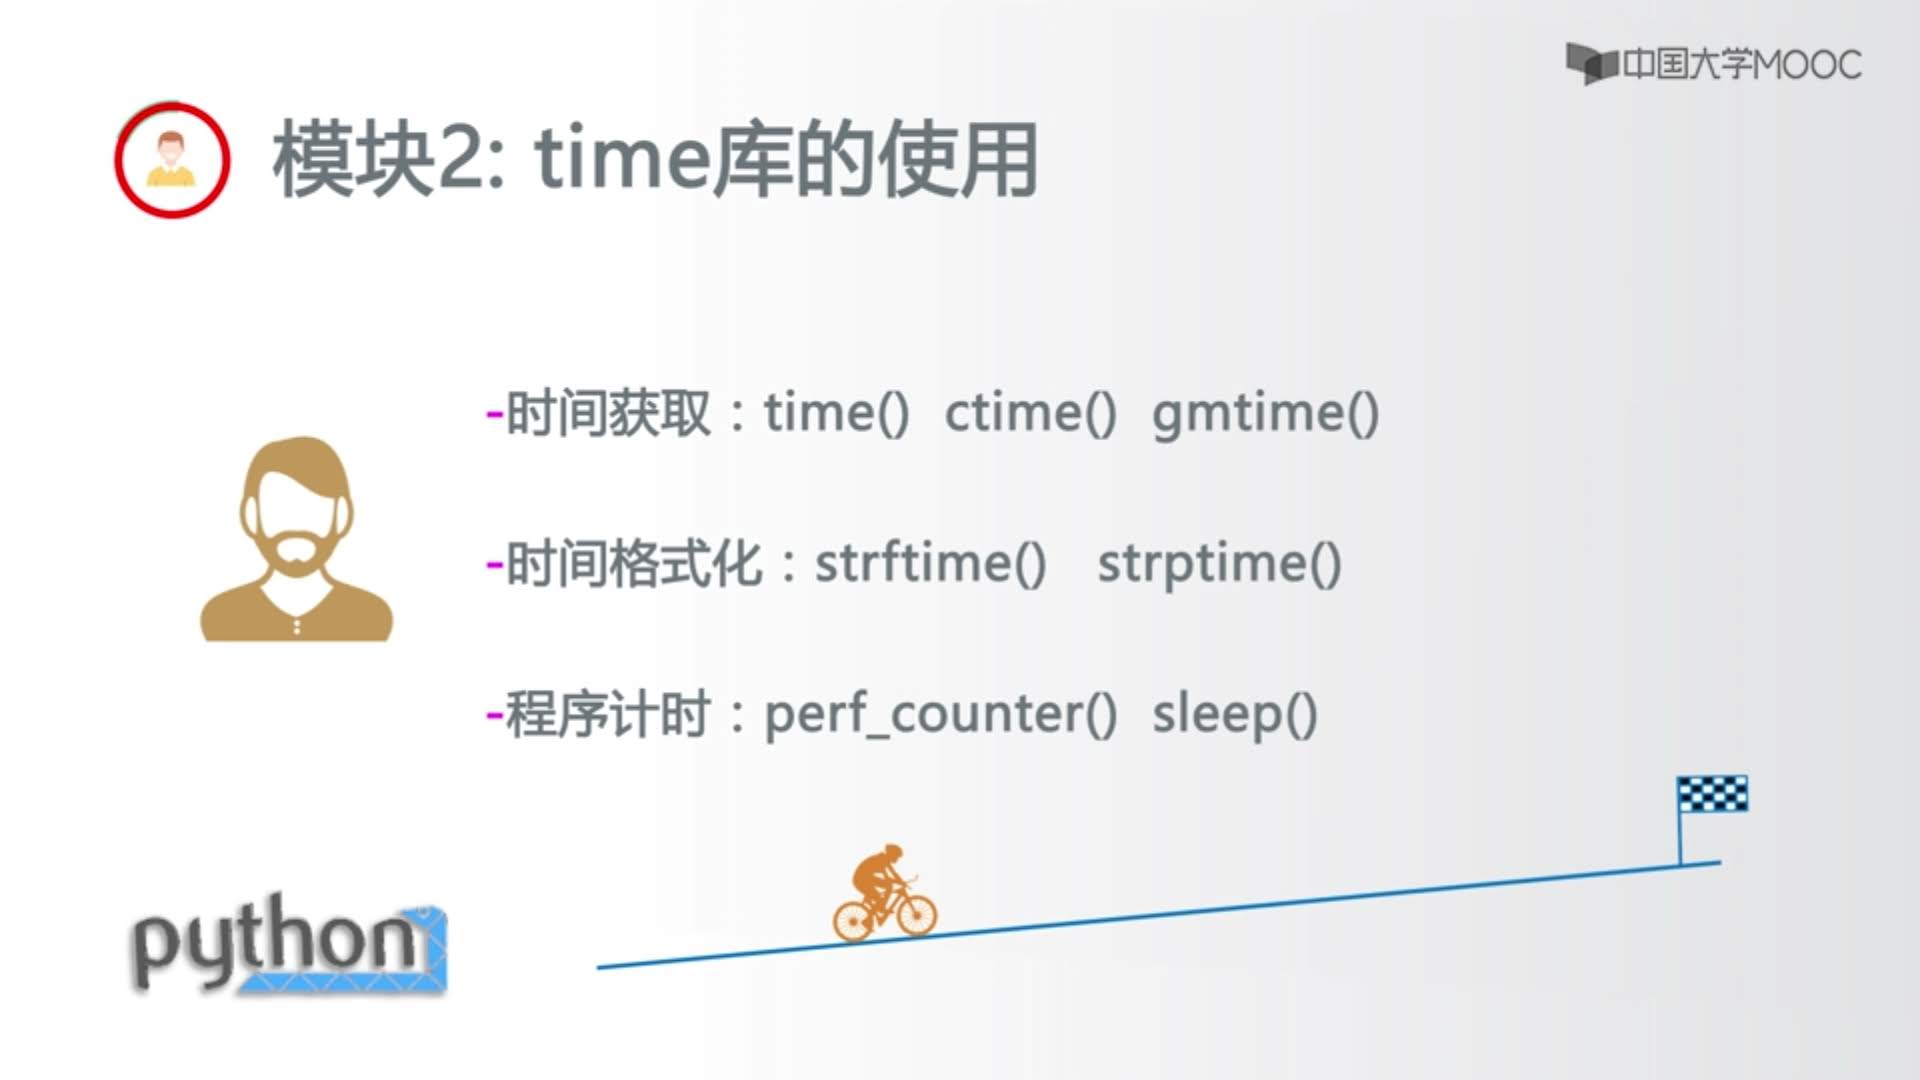 中国大学MOOC
模块2: time库的使用
-时间获取：time() ctime() gmtime()
-时间格式化：strftime() strptime()
-程序计时：perf_counter() sleep()
python